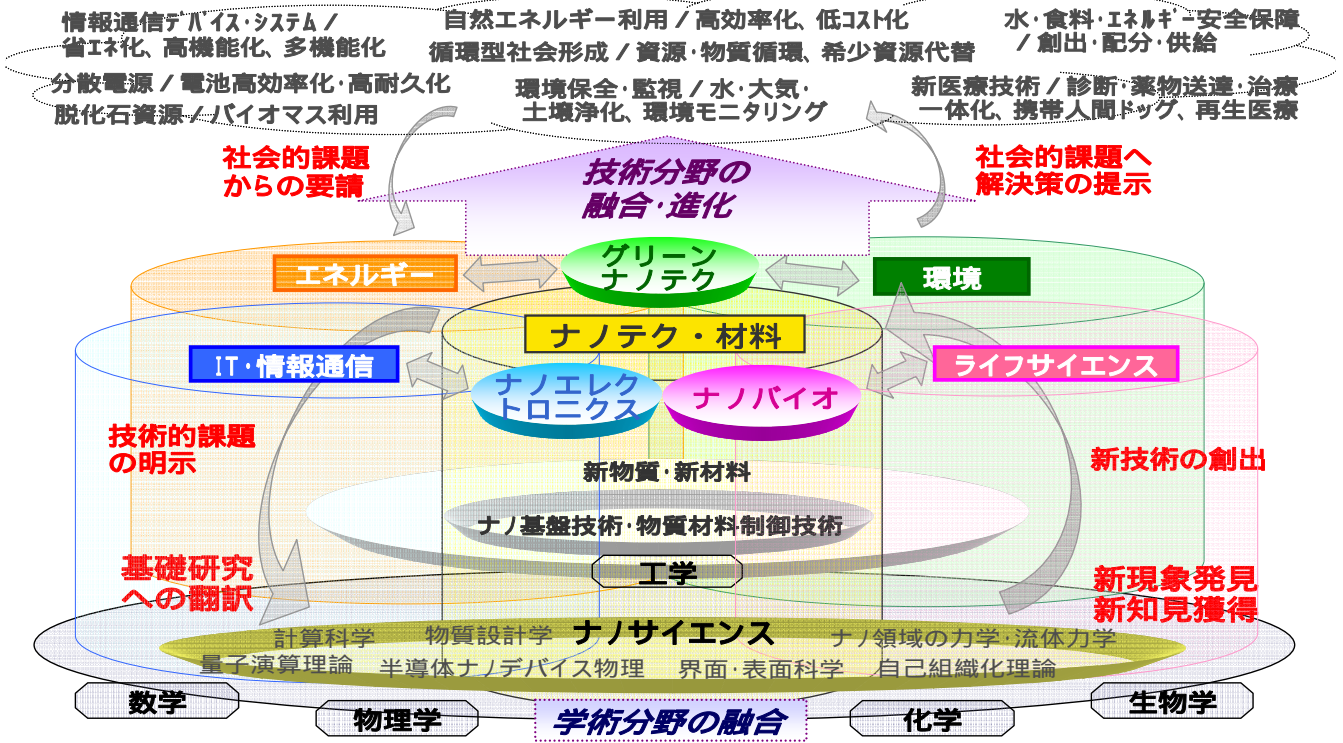 情報通信デバイス・システム /
省エネ化、高機能化、多機能化
自然エネルギー利用 / 高効率化、低コスト化
循環型社会形成 / 資源・物質循環、希少資源代替
水・食料・エネルギー安全保障
/ 創出・配分・供給
分散電源 / 電池高効率化・高耐久化
脱化石資源 / バイオマス利用
環境保全・監視 / 水・大気・
土壌浄化、環境モニタリング
新医療技術 / 診断・薬物送達・治療
一体化、携帯人間ドッグ、再生医療
社会的課題
からの要請
技術分野の
融合・進化
社会的課題へ
解決策の提示
エネルギー
グリーン
ナノテク
環境
ナノテク・材料
IT・情報通信
ライフサイエンス
ナノエレク
トロニクス
ナノバイオ
技術的課題
の明示
新技術の創出
新物質・新材料
ナノ基盤技術・物質材料制御技術
工学
基礎研究
への翻訳
新現象発見
新知見獲得
ナノサイエンス
計算科学
物質設計学
ナノ領域の力学・流体力学
量子演算理論
半導体ナノデバイス物理
界面・表面科学
自己組織化理論
数学
物理学
学術分野の融合
化学
生物学